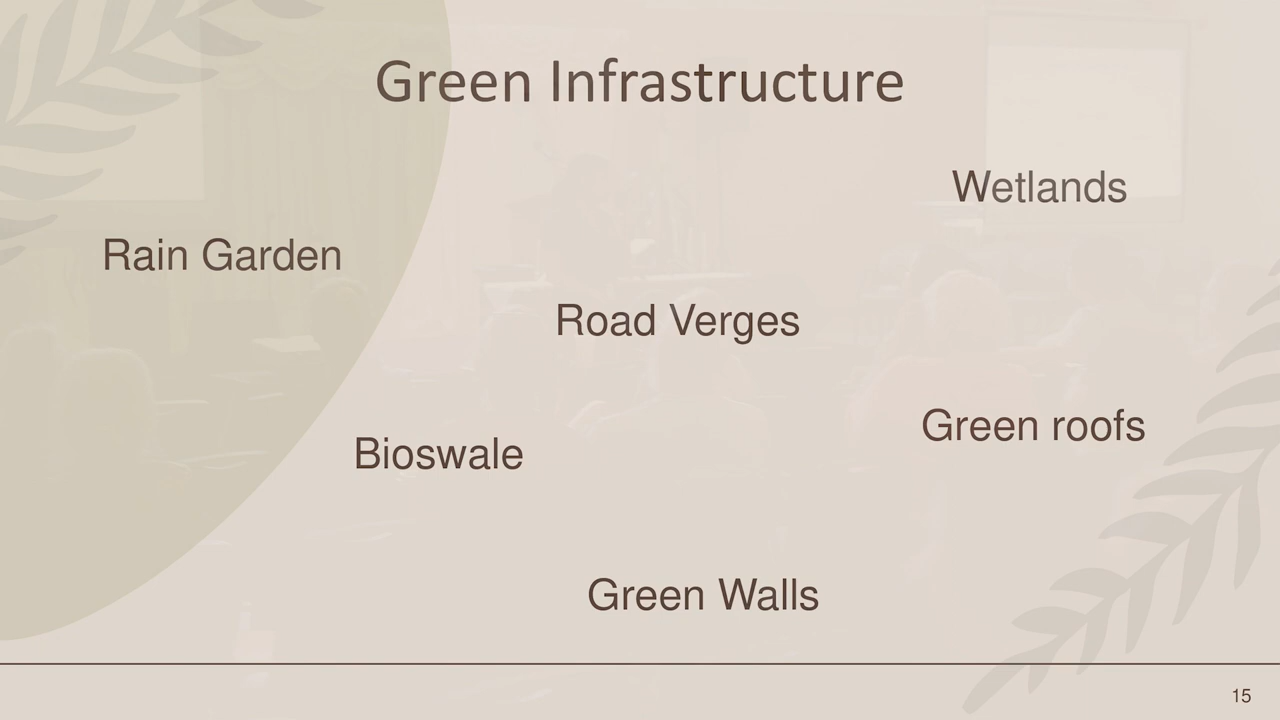 Green Infrastructure
Wetlands
Rain Garden
Road Verges
Green roofs
Bioswale
Green Walls
15